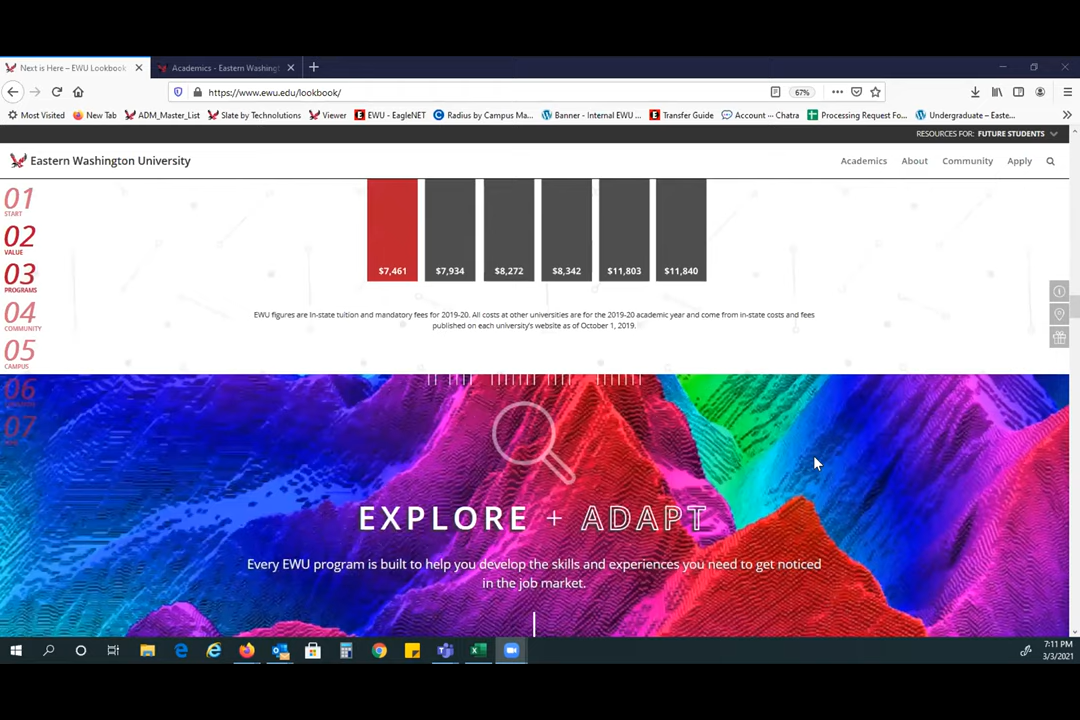 Next is Here – EWU Lookbook
Academics - Eastern Washingt
https://www.ewu.edu/lookbook/
67%
Most Visited
New Tab
ADM_Master_List
Slate by Technolutions
Viewer
EWU - EagleNET
Radius by Campus Ma...
Banner - Internal EWU ...
Transfer Guide
Account -- Chatra
Processing Request Fo...
Undergraduate – Easte...
RESOURCES FOR: FUTURE STUDENTS
Eastern Washington University
Academics
About
Community
Apply
01
START
02
VALUE
03
PROGRAMS
04
COMMUNITY
05
CAMPUS
06
07
$7,461
$7,934
$8,272
$8,342
$11,803
$11,840
EWU figures are In-state tuition and mandatory fees for 2019-20. All costs at other universities are for the 2019-20 academic year and come from in-state costs and fees
published on each university's website as of October 1, 2019.
EXPLORE + ADAPT
Every EWU program is built to help you develop the skills and experiences you need to get noticed
in the job market.
7:11 PM
3/3/2021